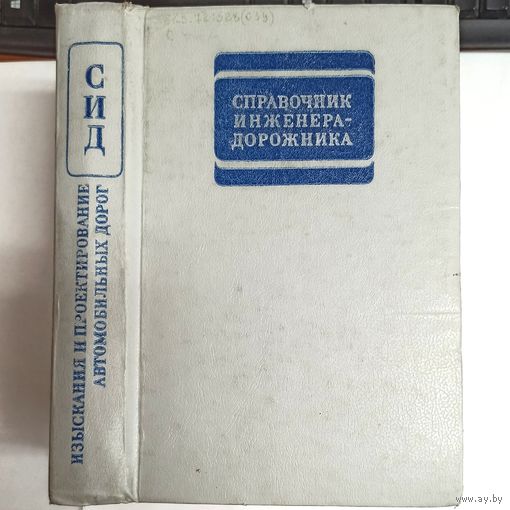 СПРАВОЧНИК
ИНЖЕНЕРА-
ДОРОЖНИКА
СИД
ИЗЫСКАНИЯ И ПРОЕКТИРОВАНИЕ
АВТОМОБИЛЬНЫХ ДОРОГ
www.ay.by